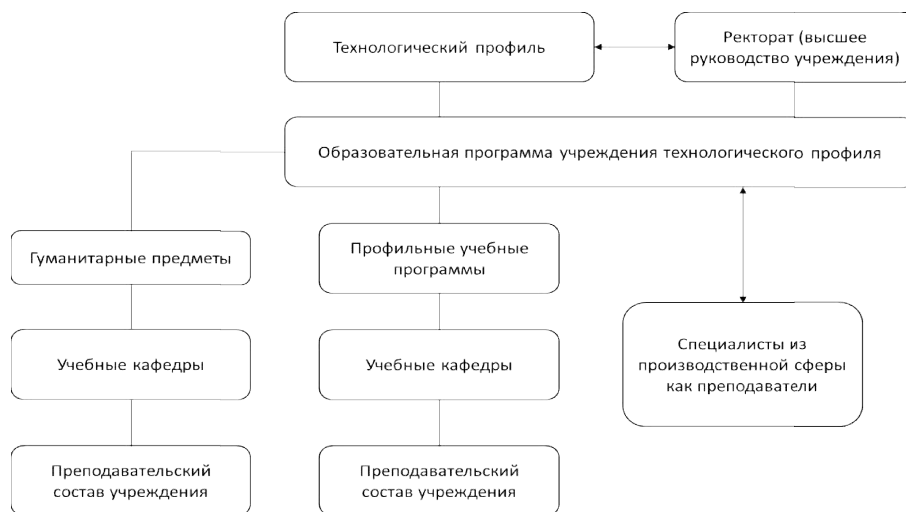 Технологический профиль
Ректорат (высшее
руководство учреждения)
Образовательная программа учреждения технологического профиля
Гуманитарные предметы
Профильные учебные
программы
Учебные кафедры
Учебные кафедры
Специалисты из
производственной сферы
как преподаватели
Преподавательский
состав учреждения
Преподавательский
состав учреждения